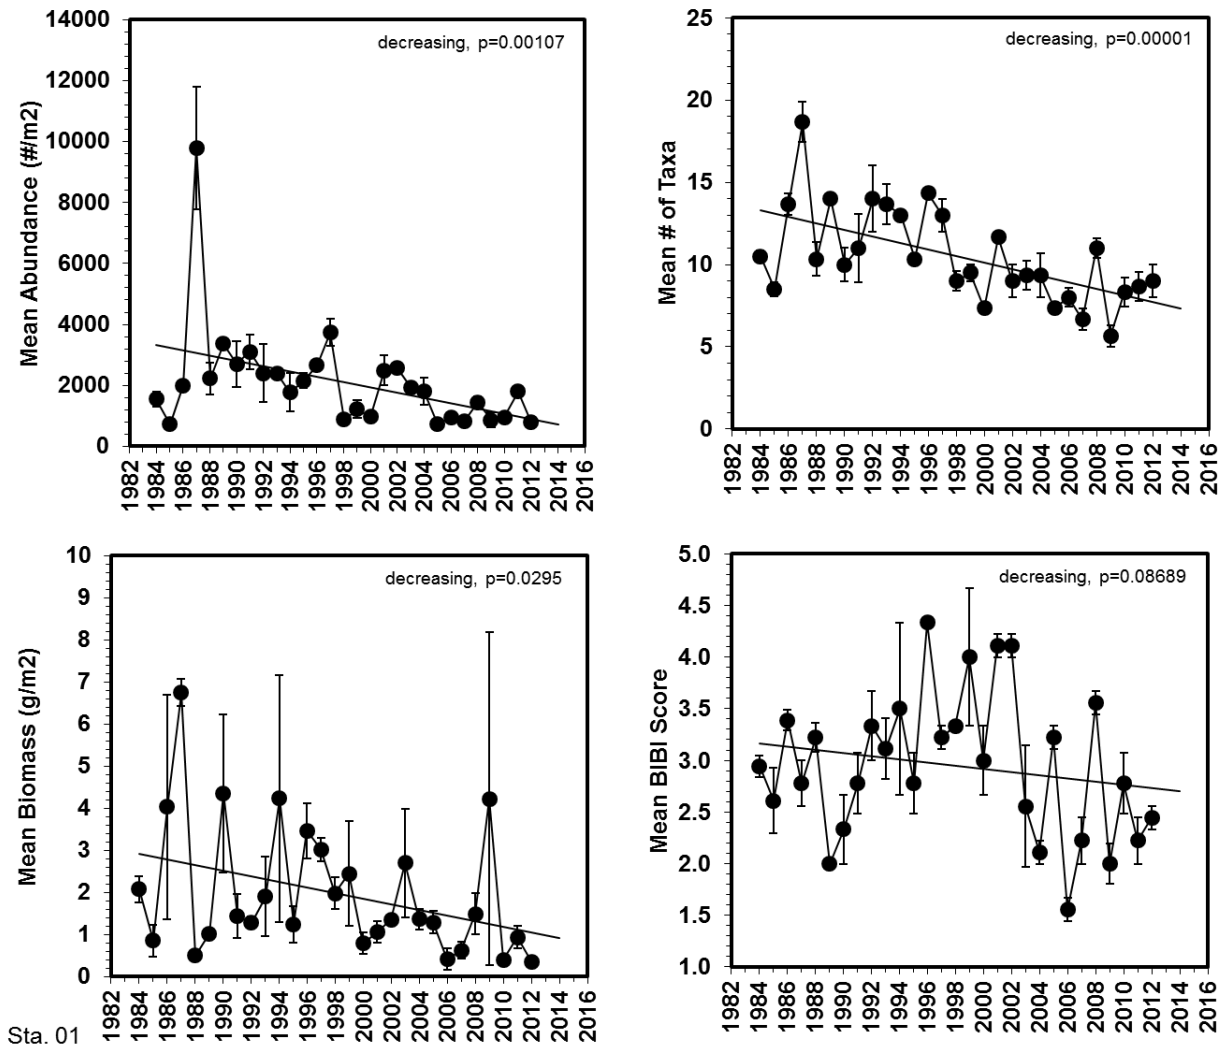 decreasing, p=0.00107
Mean Abundance (#/m2)
14000
12000
10000
8000
6000
4000
2000
0
1982 1984 1986 1988 1990 1992 1994 1996 1998 2000 2002 2004 2006 2008 2010 2012 2014 2016
decreasing, p=0.00001
Mean # of Taxa
25
20
15
10
5
0
1982 1984 1986 1988 1990 1992 1994 1996 1998 2000 2002 2004 2006 2008 2010 2012 2014 2016
decreasing, p=0.0295
Mean Biomass (g/m2)
10
9
8
7
6
5
4
3
2
1
0
1982 1984 1986 1988 1990 1992 1994 1996 1998 2000 2002 2004 2006 2008 2010 2012 2014 2016
decreasing, p=0.08689
Mean BIBI Score
5.0
4.5
4.0
3.5
3.0
2.5
2.0
1.5
1.0
1982 1984 1986 1988 1990 1992 1994 1996 1998 2000 2002 2004 2006 2008 2010 2012 2014 2016
Sta. 01